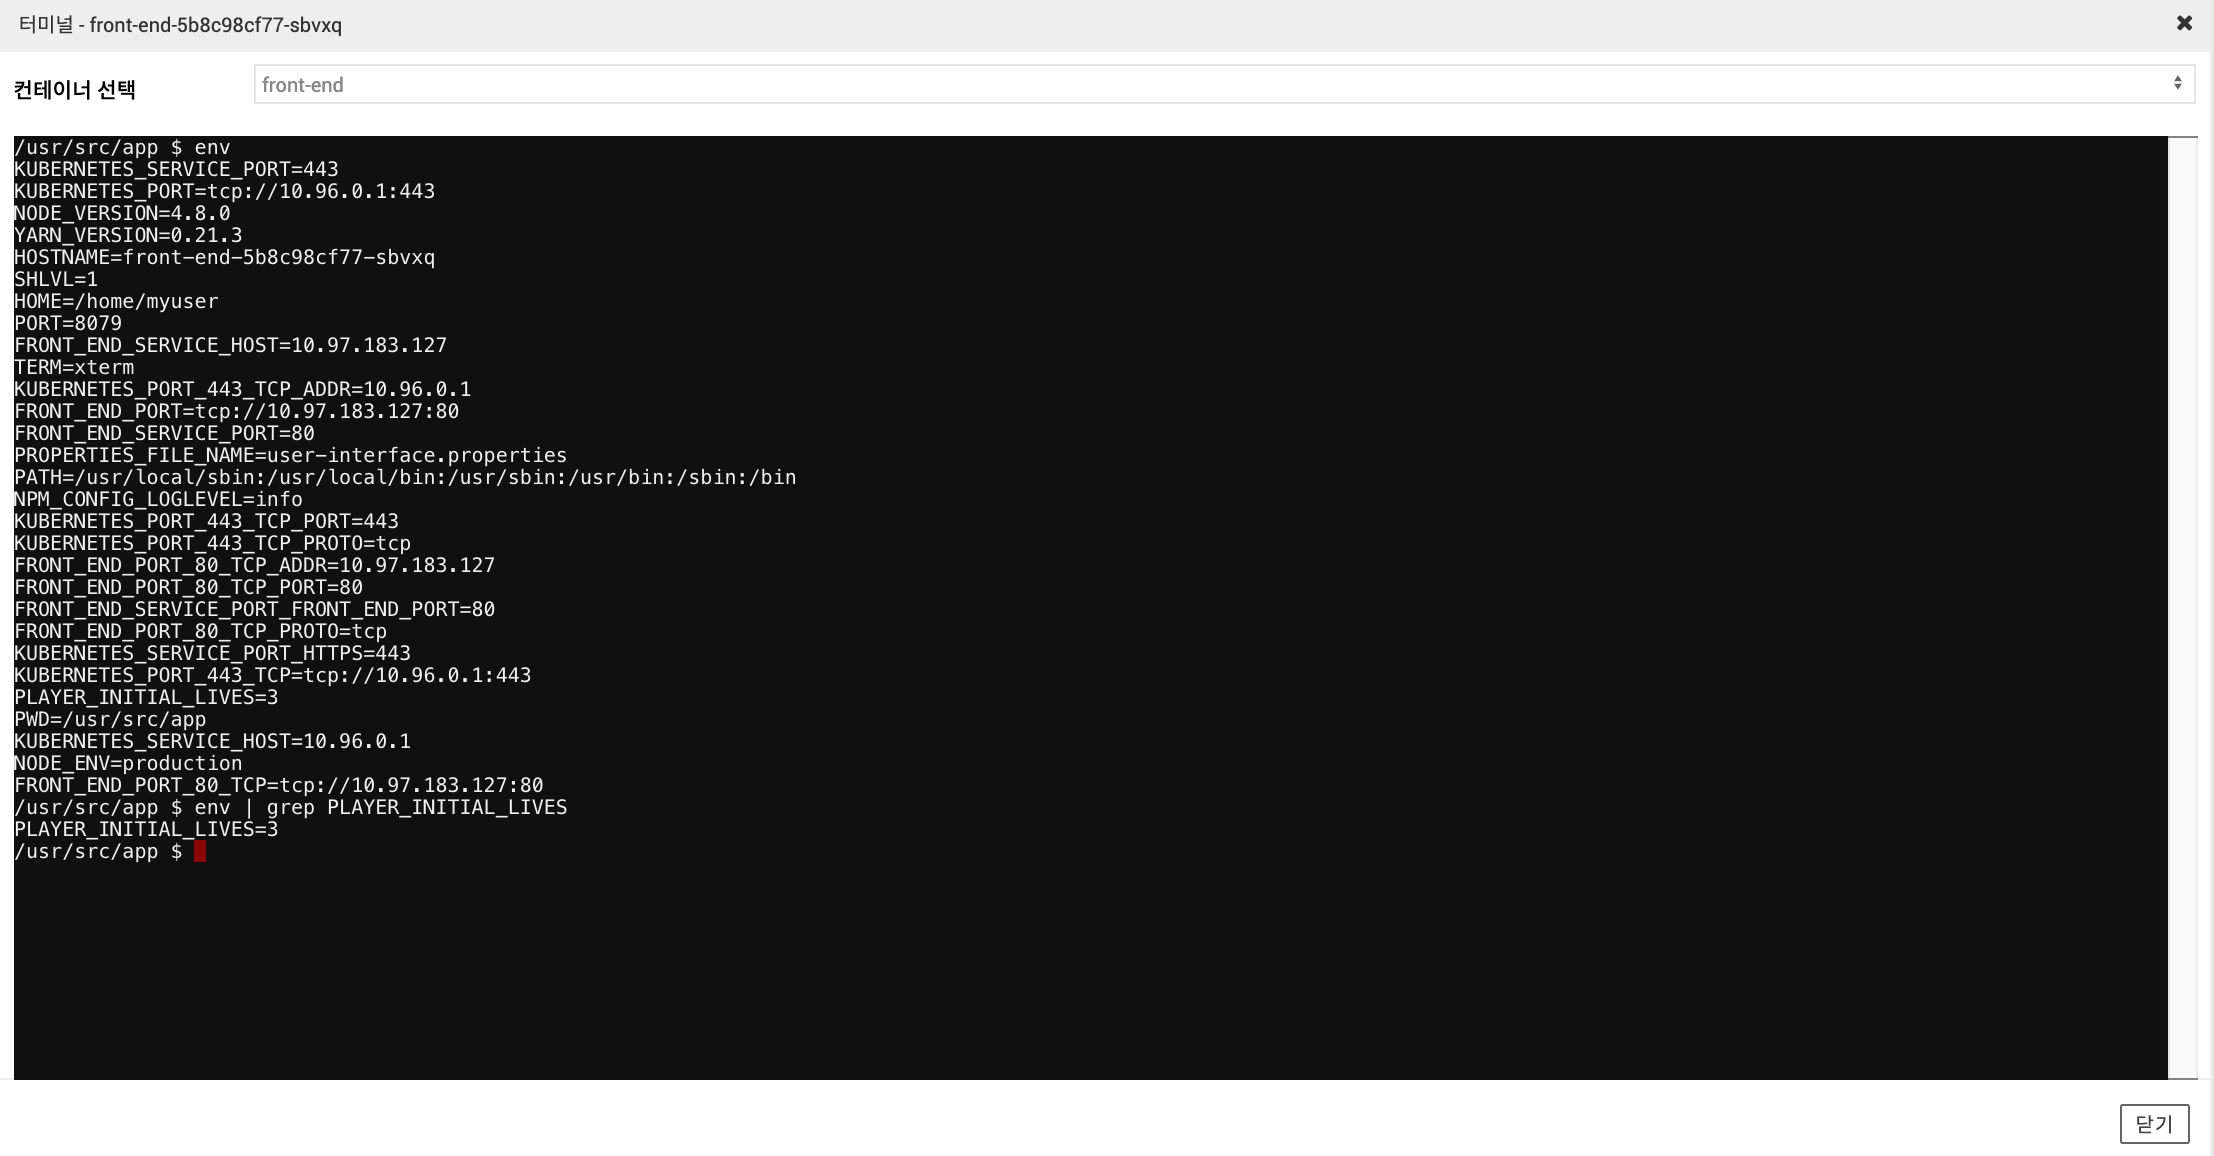 터미널 - front-end-5b8c98cf77-sbvxq
컨테이너 선택
front-end
/usr/src/app $ env
KUBERNETES_SERVICE_PORT=443
KUBERNETES_PORT=tcp://10.96.0.1:443
NODE_VERSION=4.8.0
YARN_VERSION=0.21.3
HOSTNAME=front-end-5b8c98cf77-sbvxq
SHLVL=1
HOME=/home/myuser
PORT=8079
FRONT_END_SERVICE_HOST=10.97.183.127
TERM=xterm
KUBERNETES_PORT_443_TCP_ADDR=10.96.0.1
FRONT_END_PORT=tcp://10.97.183.127:80
FRONT_END_SERVICE_PORT=80
PROPERTIES_FILE_NAME=user-interface.properties
PATH=/usr/local/sbin:/usr/local/bin:/usr/sbin:/usr/bin:/sbin:/bin
NPM_CONFIG_LOGLEVEL=info
KUBERNETES_PORT_443_TCP_PORT=443
KUBERNETES_PORT_443_TCP_PROTO=tcp
FRONT_END_PORT_80_TCP_ADDR=10.97.183.127
FRONT_END_PORT_80_TCP_PORT=80
FRONT_END_SERVICE_PORT_FRONT_END_PORT=80
FRONT_END_PORT_80_TCP_PROTO=tcp
KUBERNETES_SERVICE_PORT_HTTPS=443
KUBERNETES_PORT_443_TCP=tcp://10.96.0.1:443
PLAYER_INITIAL_LIVES=3
PWD=/usr/src/app
KUBERNETES_SERVICE_HOST=10.96.0.1
NODE_ENV=production
FRONT_END_PORT_80_TCP=tcp://10.97.183.127:80
/usr/src/app $ env | grep PLAYER_INITIAL_LIVES
PLAYER_INITIAL_LIVES=3
/usr/src/app $
닫기